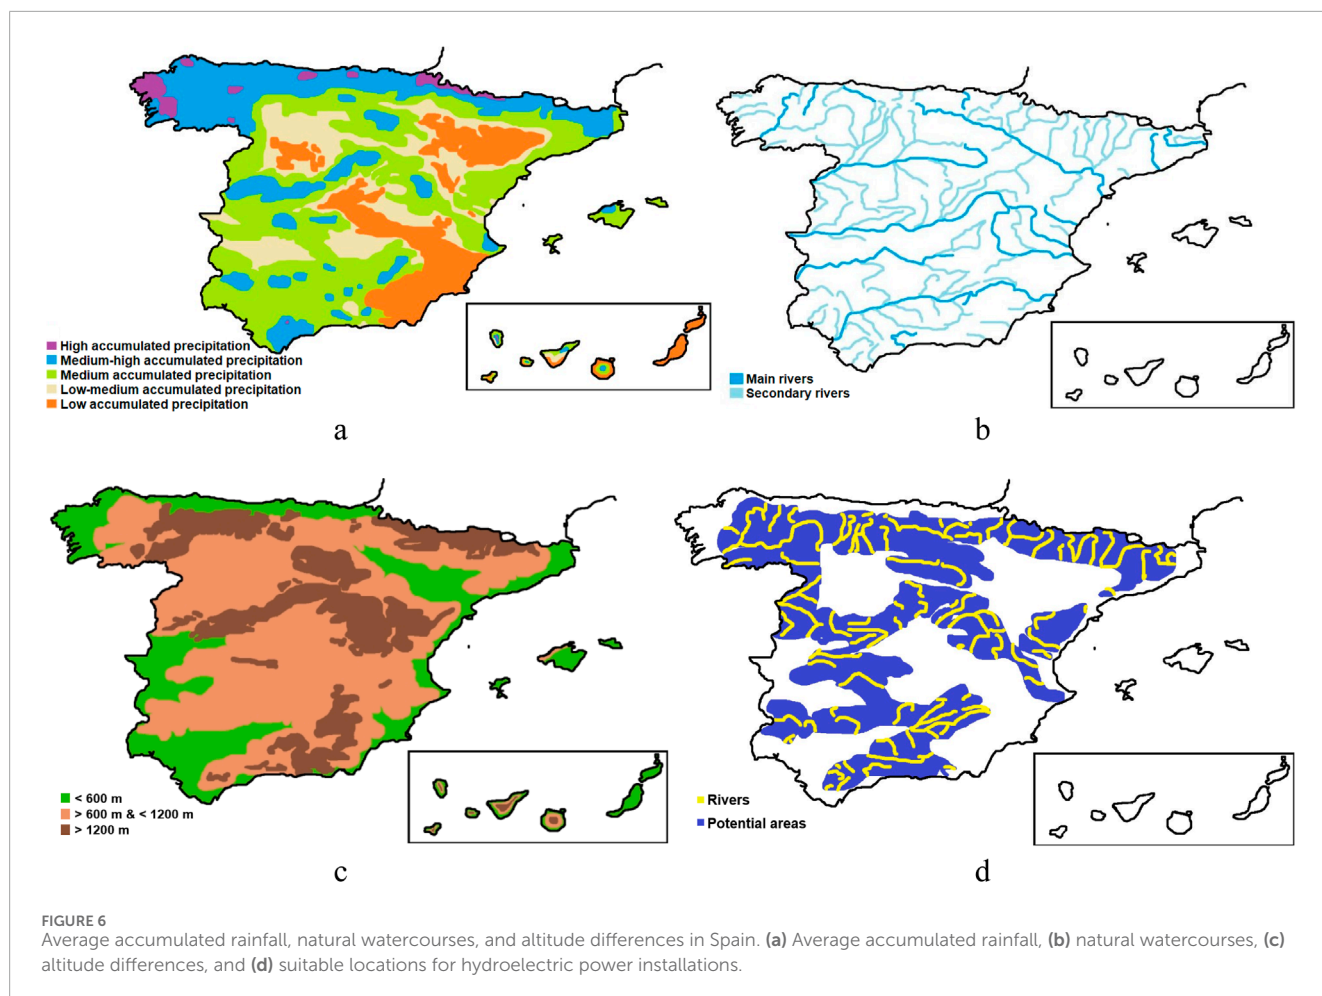 High accumulated precipitation
Medium-high accumulated precipitation
Medium accumulated precipitation
Low-medium accumulated precipitation
Low accumulated precipitation
a
Main rivers
Secondary rivers
b
< 600 m
> 600 m & < 1200 m
> 1200 m
c
Rivers
Potential areas
d
FIGURE 6
Average accumulated rainfall, natural watercourses, and altitude differences in Spain. (a) Average accumulated rainfall, (b) natural watercourses, (c)
altitude differences, and (d) suitable locations for hydroelectric power installations.